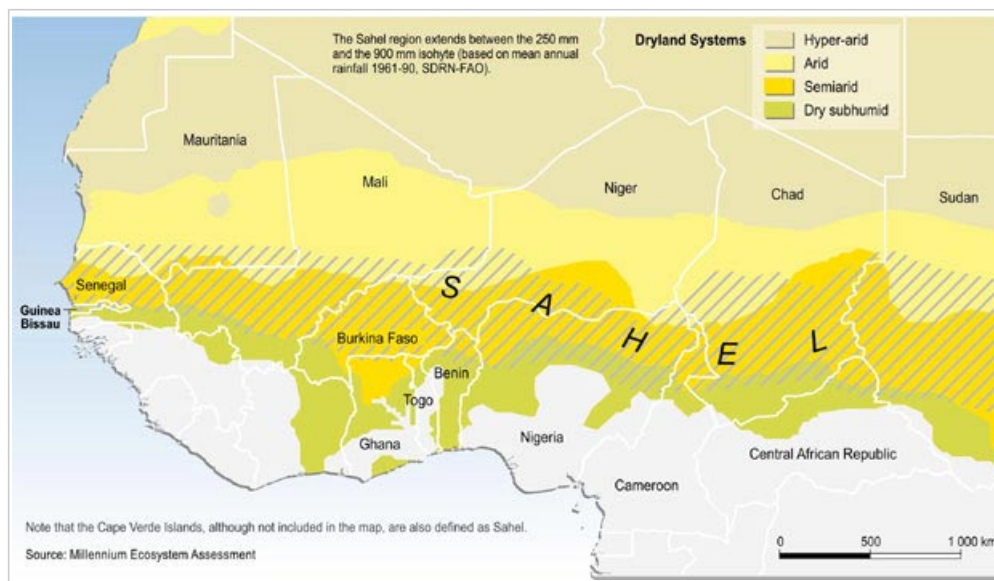 The Sahel region extends between the 250 mm
and the 900 mm isohyte (based on mean annual
rainfall 1961-90, SDRN-FAO).
Dryland Systems
Hyper-arid
Arid
Semiarid
Dry subhumid
Mauritania
Mali
Niger
Chad
Sudan
Senegal
Guinea
Bissau
SAHEL
Burkina Faso
Benin
Togo
Ghana
Nigeria
Cameroon
Central African Republic
Note that the Cape Verde Islands, although not included in the map, are also defined as Sahel.
Source: Millennium Ecosystem Assessment
0 500 1 000 km